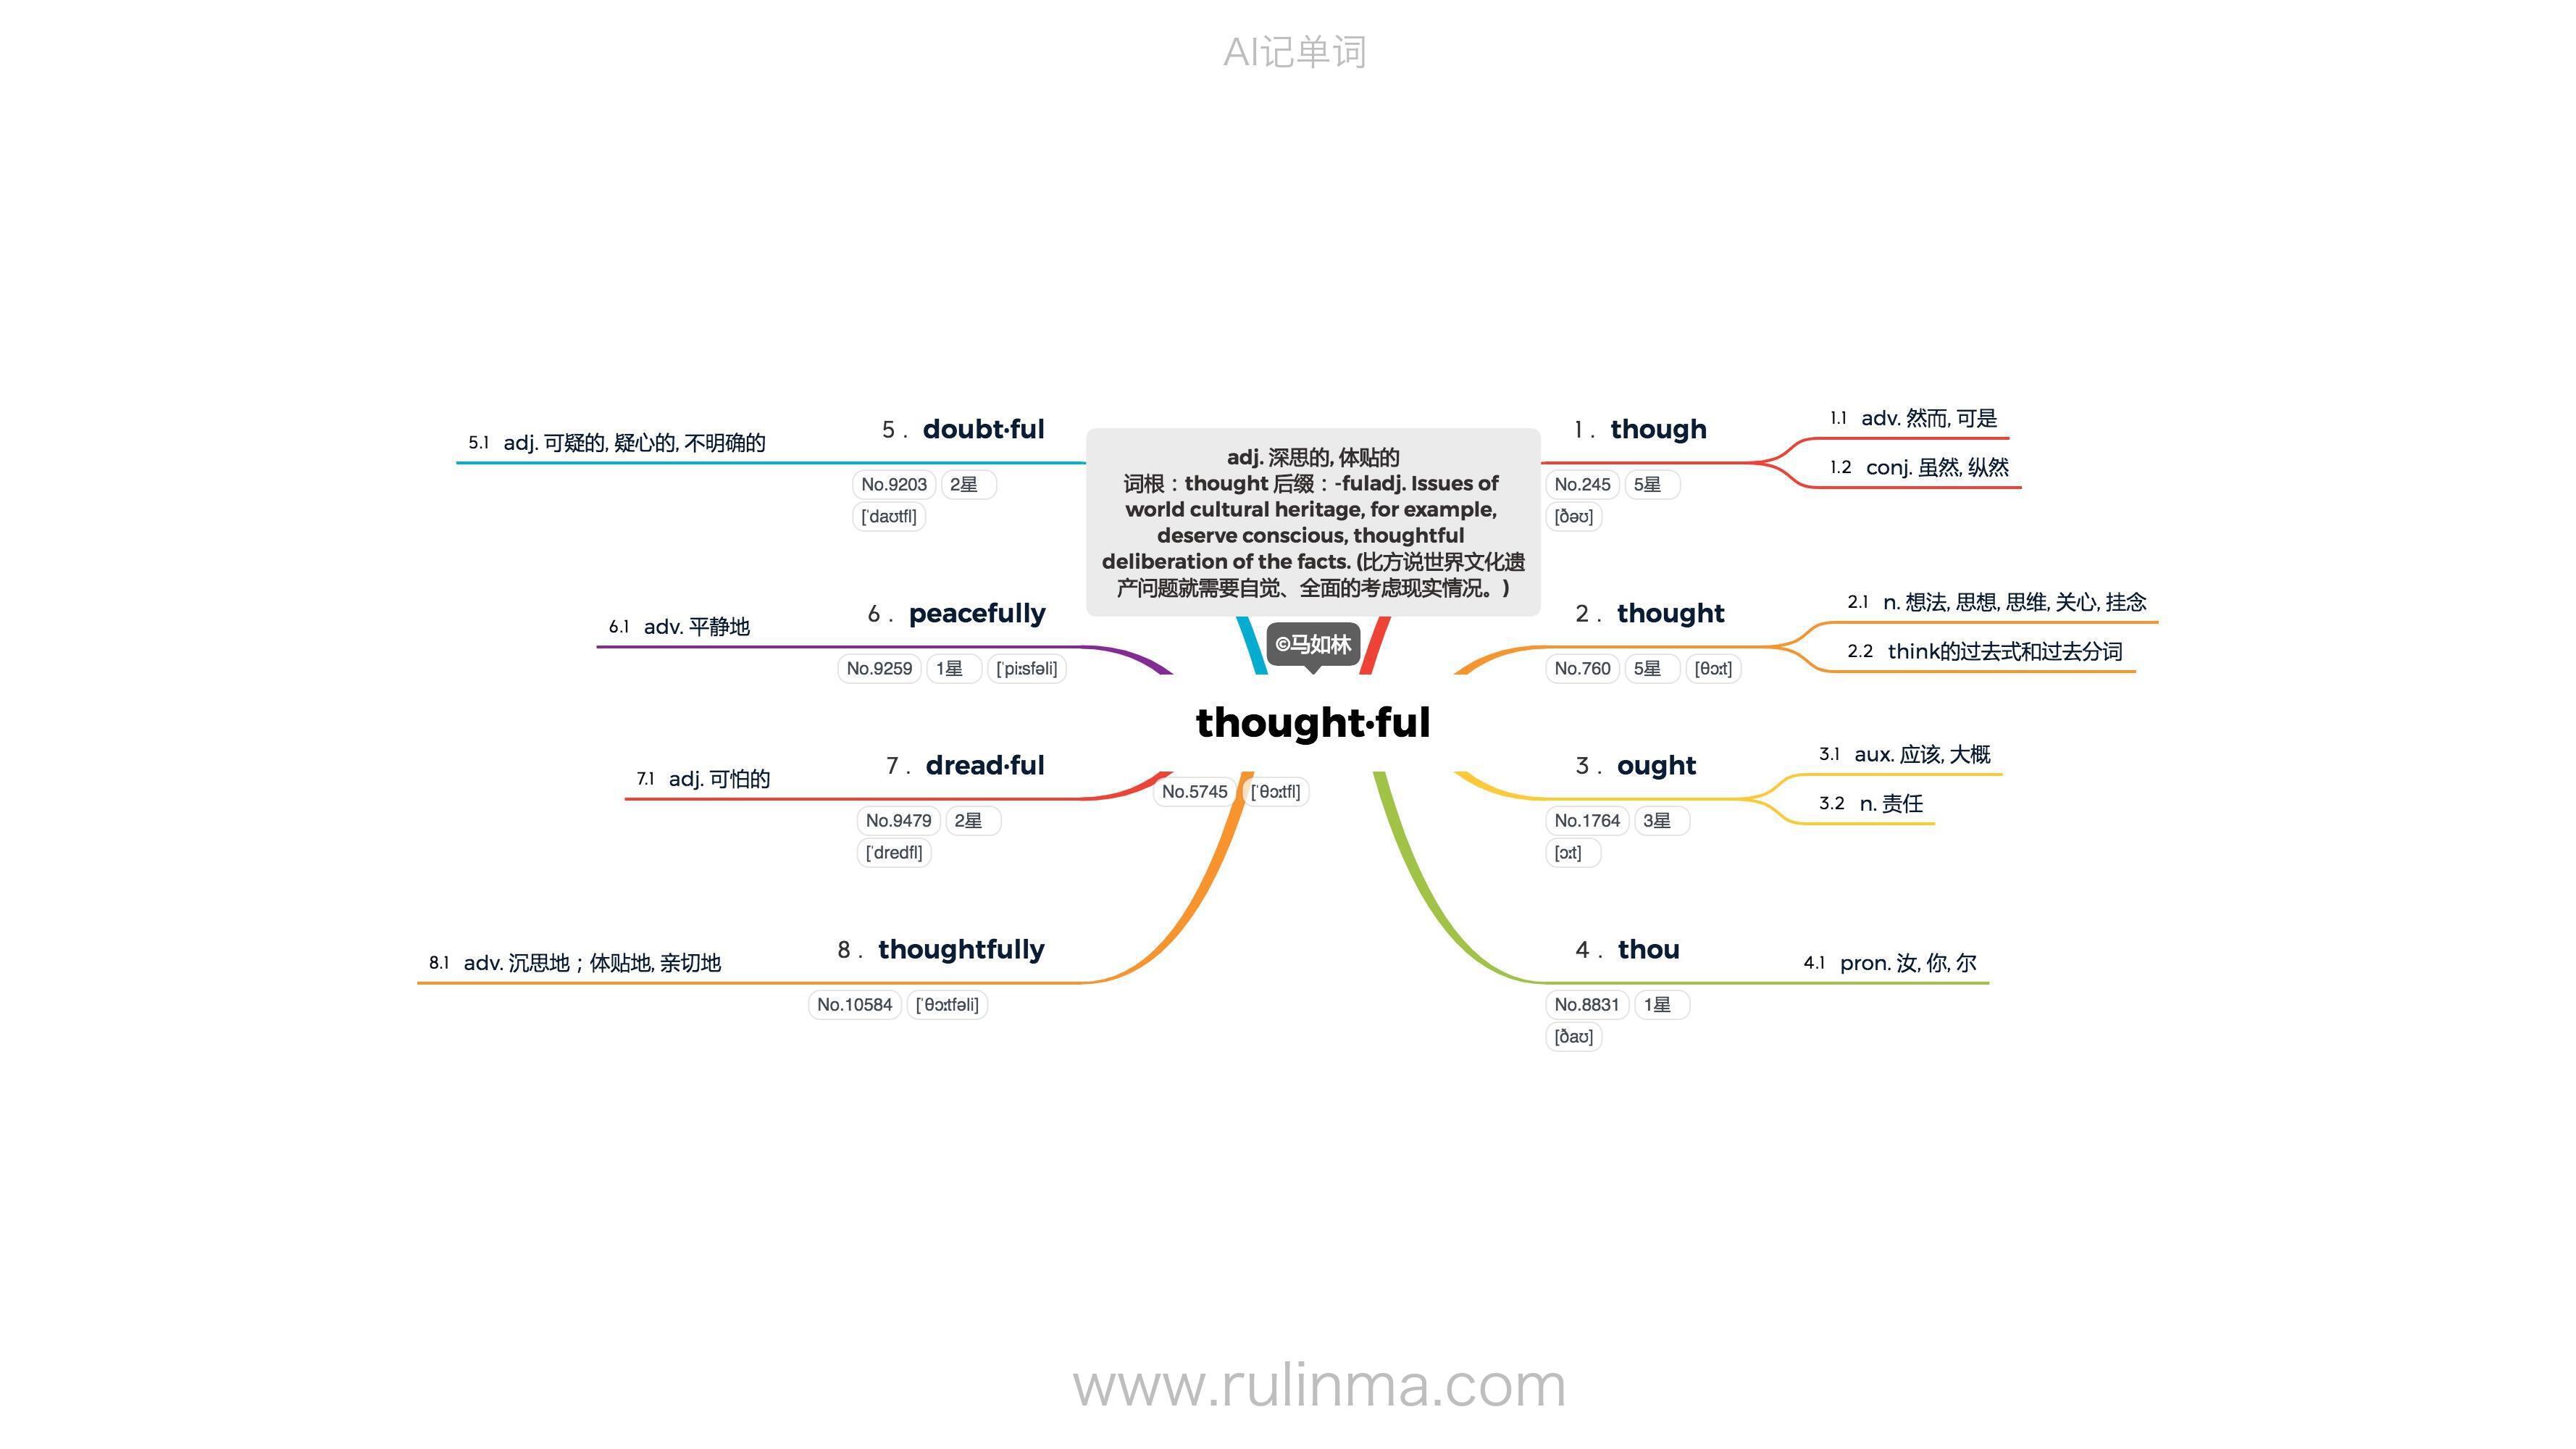 AI记单词
adj. 深思的, 体贴的
词根：thought 后缀：-fuladj. Issues of
world cultural heritage, for example,
deserve conscious, thoughtful
deliberation of the facts. (比方说世界文化遗
产问题就需要自觉、全面的考虑现实情况。)
©马如林
thought·ful
No.5745 [ˈθɔːtfl]
1 . though
No.245 5星
[ðəʊ]
1.1 adv. 然而, 可是
1.2 conj. 虽然, 纵然
2 . thought
No.760 5星 [θɔːt]
2.1 n. 想法, 思想, 思维, 关心, 挂念
2.2 think的过去式和过去分词
3 . ought
No.1764 3星
[ɔːt]
3.1 aux. 应该, 大概
3.2 n. 责任
4 . thou
No.8831 1星
[ðaʊ]
4.1 pron. 汝, 你, 尔
5 . doubt·ful
No.9203 2星
[ˈdaʊtfl]
5.1 adj. 可疑的, 疑心的, 不明确的
6 . peacefully
No.9259 1星 [ˈpiːsfəli]
6.1 adv. 平静地
7 . dread·ful
No.9479 2星
[ˈdredfl]
7.1 adj. 可怕的
8 . thoughtfully
No.10584 [ˈθɔːtfəli]
8.1 adv. 沉思地；体贴地, 亲切地
www.rulinma.com